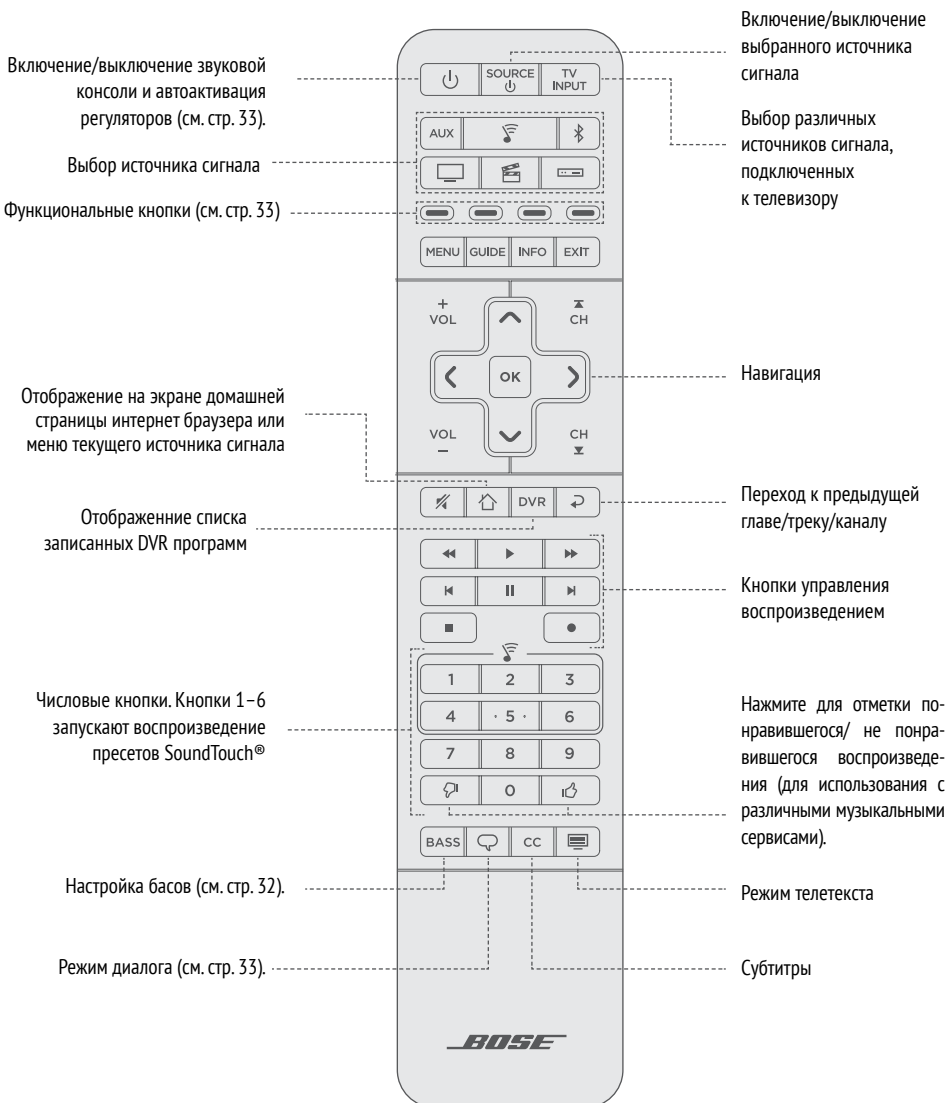 Включение/выключение
выбранного источника
сигнала
Включение/выключение звуковой
консоли и автоактивация
регуляторов (см. стр. 33).
Выбор различных
источников сигнала,
подключенных
к телевизору
Выбор источника сигнала
Функциональные кнопки (см. стр. 33)
SOURCE
TV
INPUT
AUX
MENU GUIDE INFO EXIT
+
VOL
CH
OK
VOL
–
CH
Навигация
Отображение на экране домашней
страницы интернет браузера или
меню текущего источника сигнала
DVR
Переход к предыдущей
главе/треку/каналу
Отображенние списка
записанных DVR программ
Кнопки управления
воспроизведением
Числовые кнопки. Кнопки 1–6
запускают воспроизведение
пресетов SoundTouch®
1 2 3
4 · 5 · 6
7 8 9
0
Нажмите для отметки по-
нравившегося/ не понра-
вившегося воспроизведе-
ния (для использования с
различными музыкальными
сервисами).
BASS CC
Настройка басов (см. стр. 32).
Режим телетекста
Режим диалога (см. стр. 33).
Субтитры
BOSE